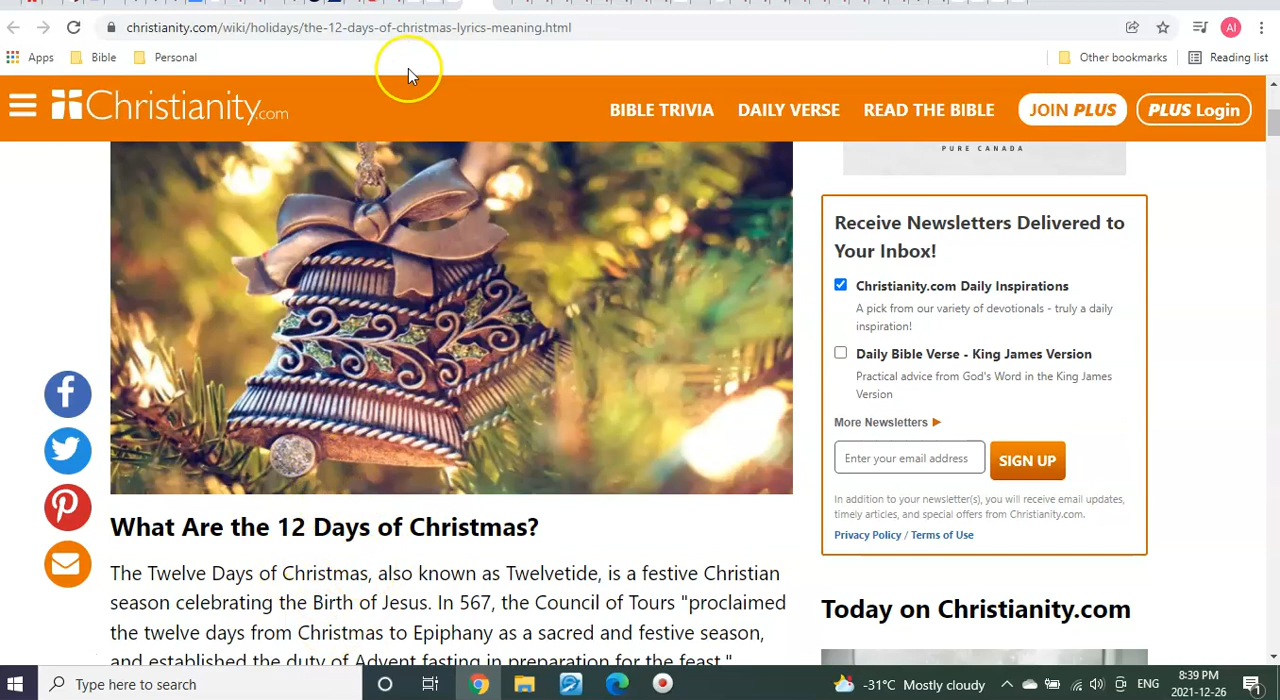 christianity.com/wiki/holidays/the-12-days-of-christmas-lyrics-meaning.html
AI
Apps
Bible
Personal
Other bookmarks
Reading list
Christianity.com
BIBLE TRIVIA
DAILY VERSE
READ THE BIBLE
JOIN PLUS
PLUS Login
PURE CANADA
Receive Newsletters Delivered to
Your Inbox!
Christianity.com Daily Inspirations
A pick from our variety of devotionals - truly a daily
inspiration!
Daily Bible Verse - King James Version
Practical advice from God's Word in the King James
Version
More Newsletters
Enter your email address
SIGN UP
In addition to your newsletter(s), you will receive email updates,
timely articles, and special offers from Christianity.com.
Privacy Policy / Terms of Use
What Are the 12 Days of Christmas?
The Twelve Days of Christmas, also known as Twelvetide, is a festive Christian
season celebrating the Birth of Jesus. In 567, the Council of Tours "proclaimed
the twelve days from Christmas to Epiphany as a sacred and festive season,
and established the duty of Advent fasting in preparation for the feast."
Today on Christianity.com
Type here to search
-31°C Mostly cloudy
ENG
8:39 PM
2021-12-26
1